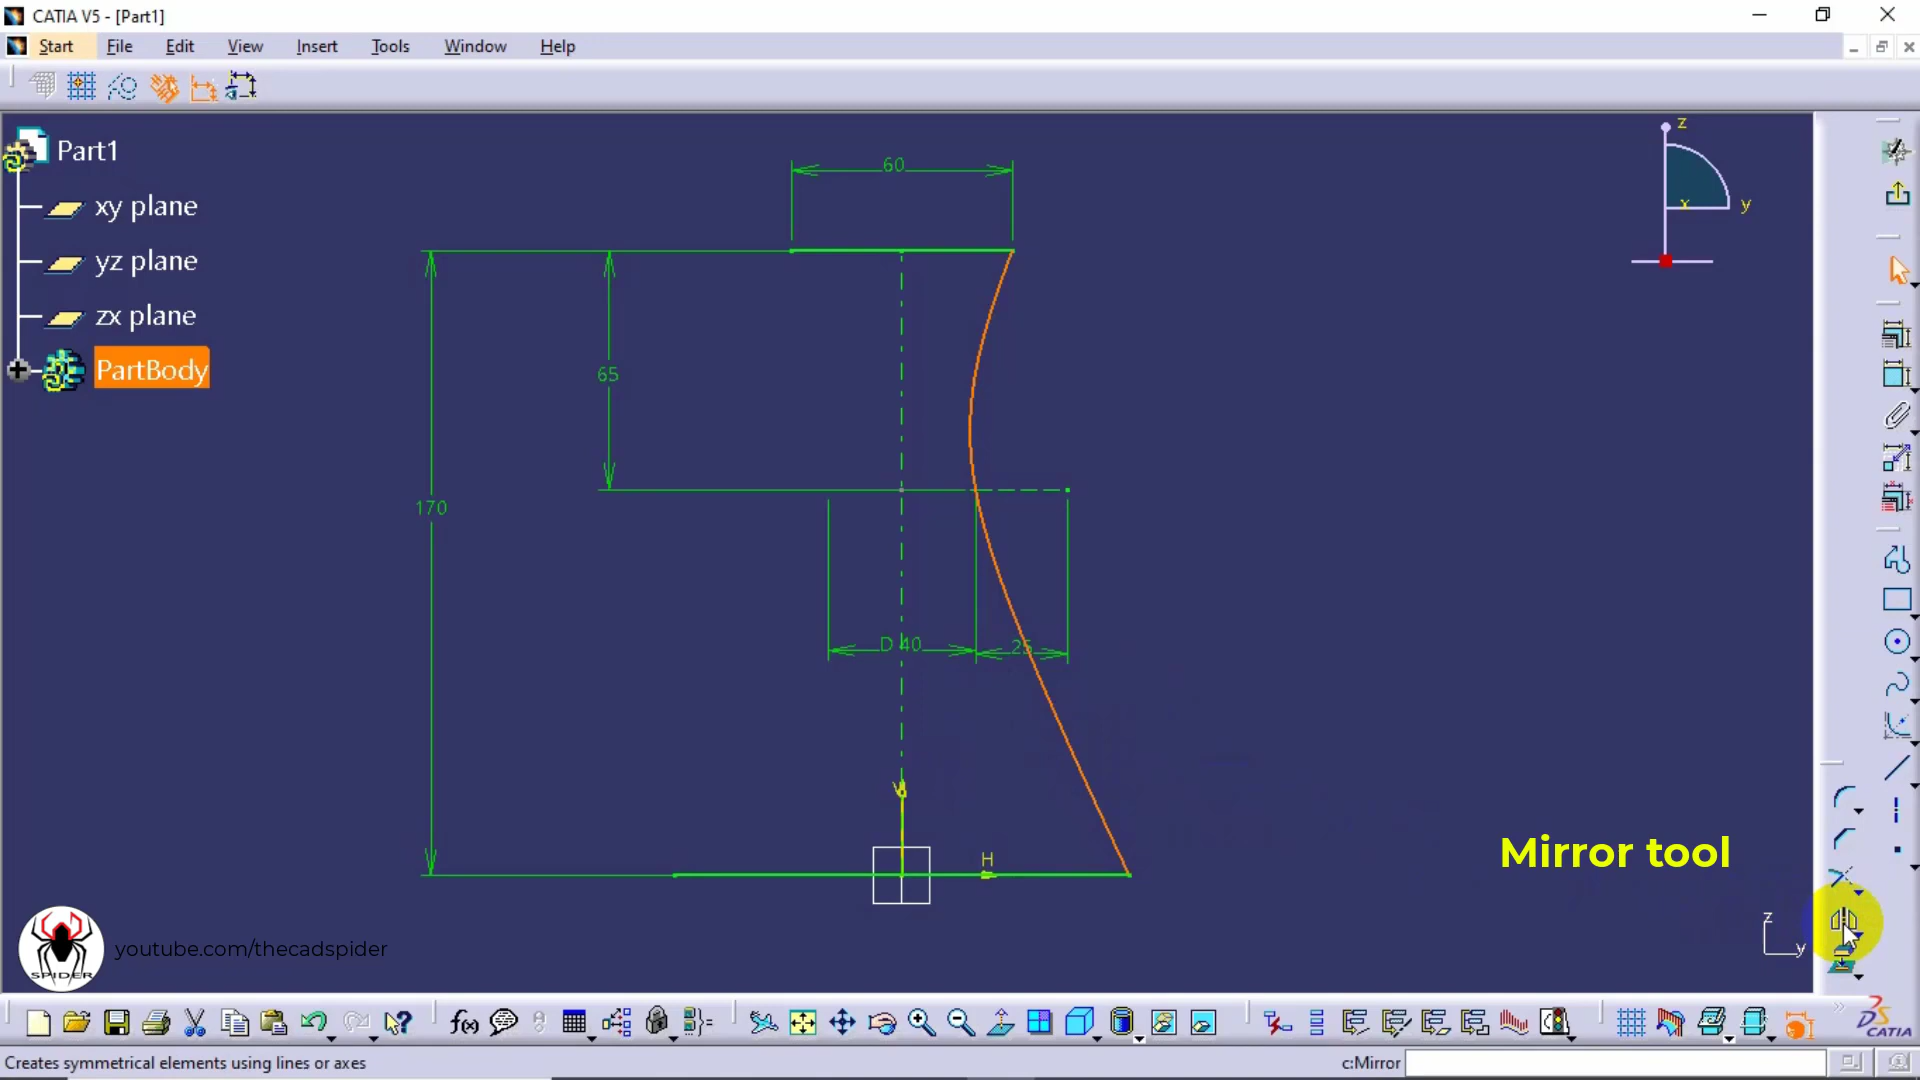 CATIA V5 - [Part1]
Start File Edit View Insert Tools Window Help
Part1
xy plane
yz plane
zx plane
PartBody
z
x
y
60
65
170
D 40
25
V
H
Mirror tool
z
y
SPIDER
youtube.com/thecadspider
f(x)
DS CATIA
Creates symmetrical elements using lines or axes
c:Mirror